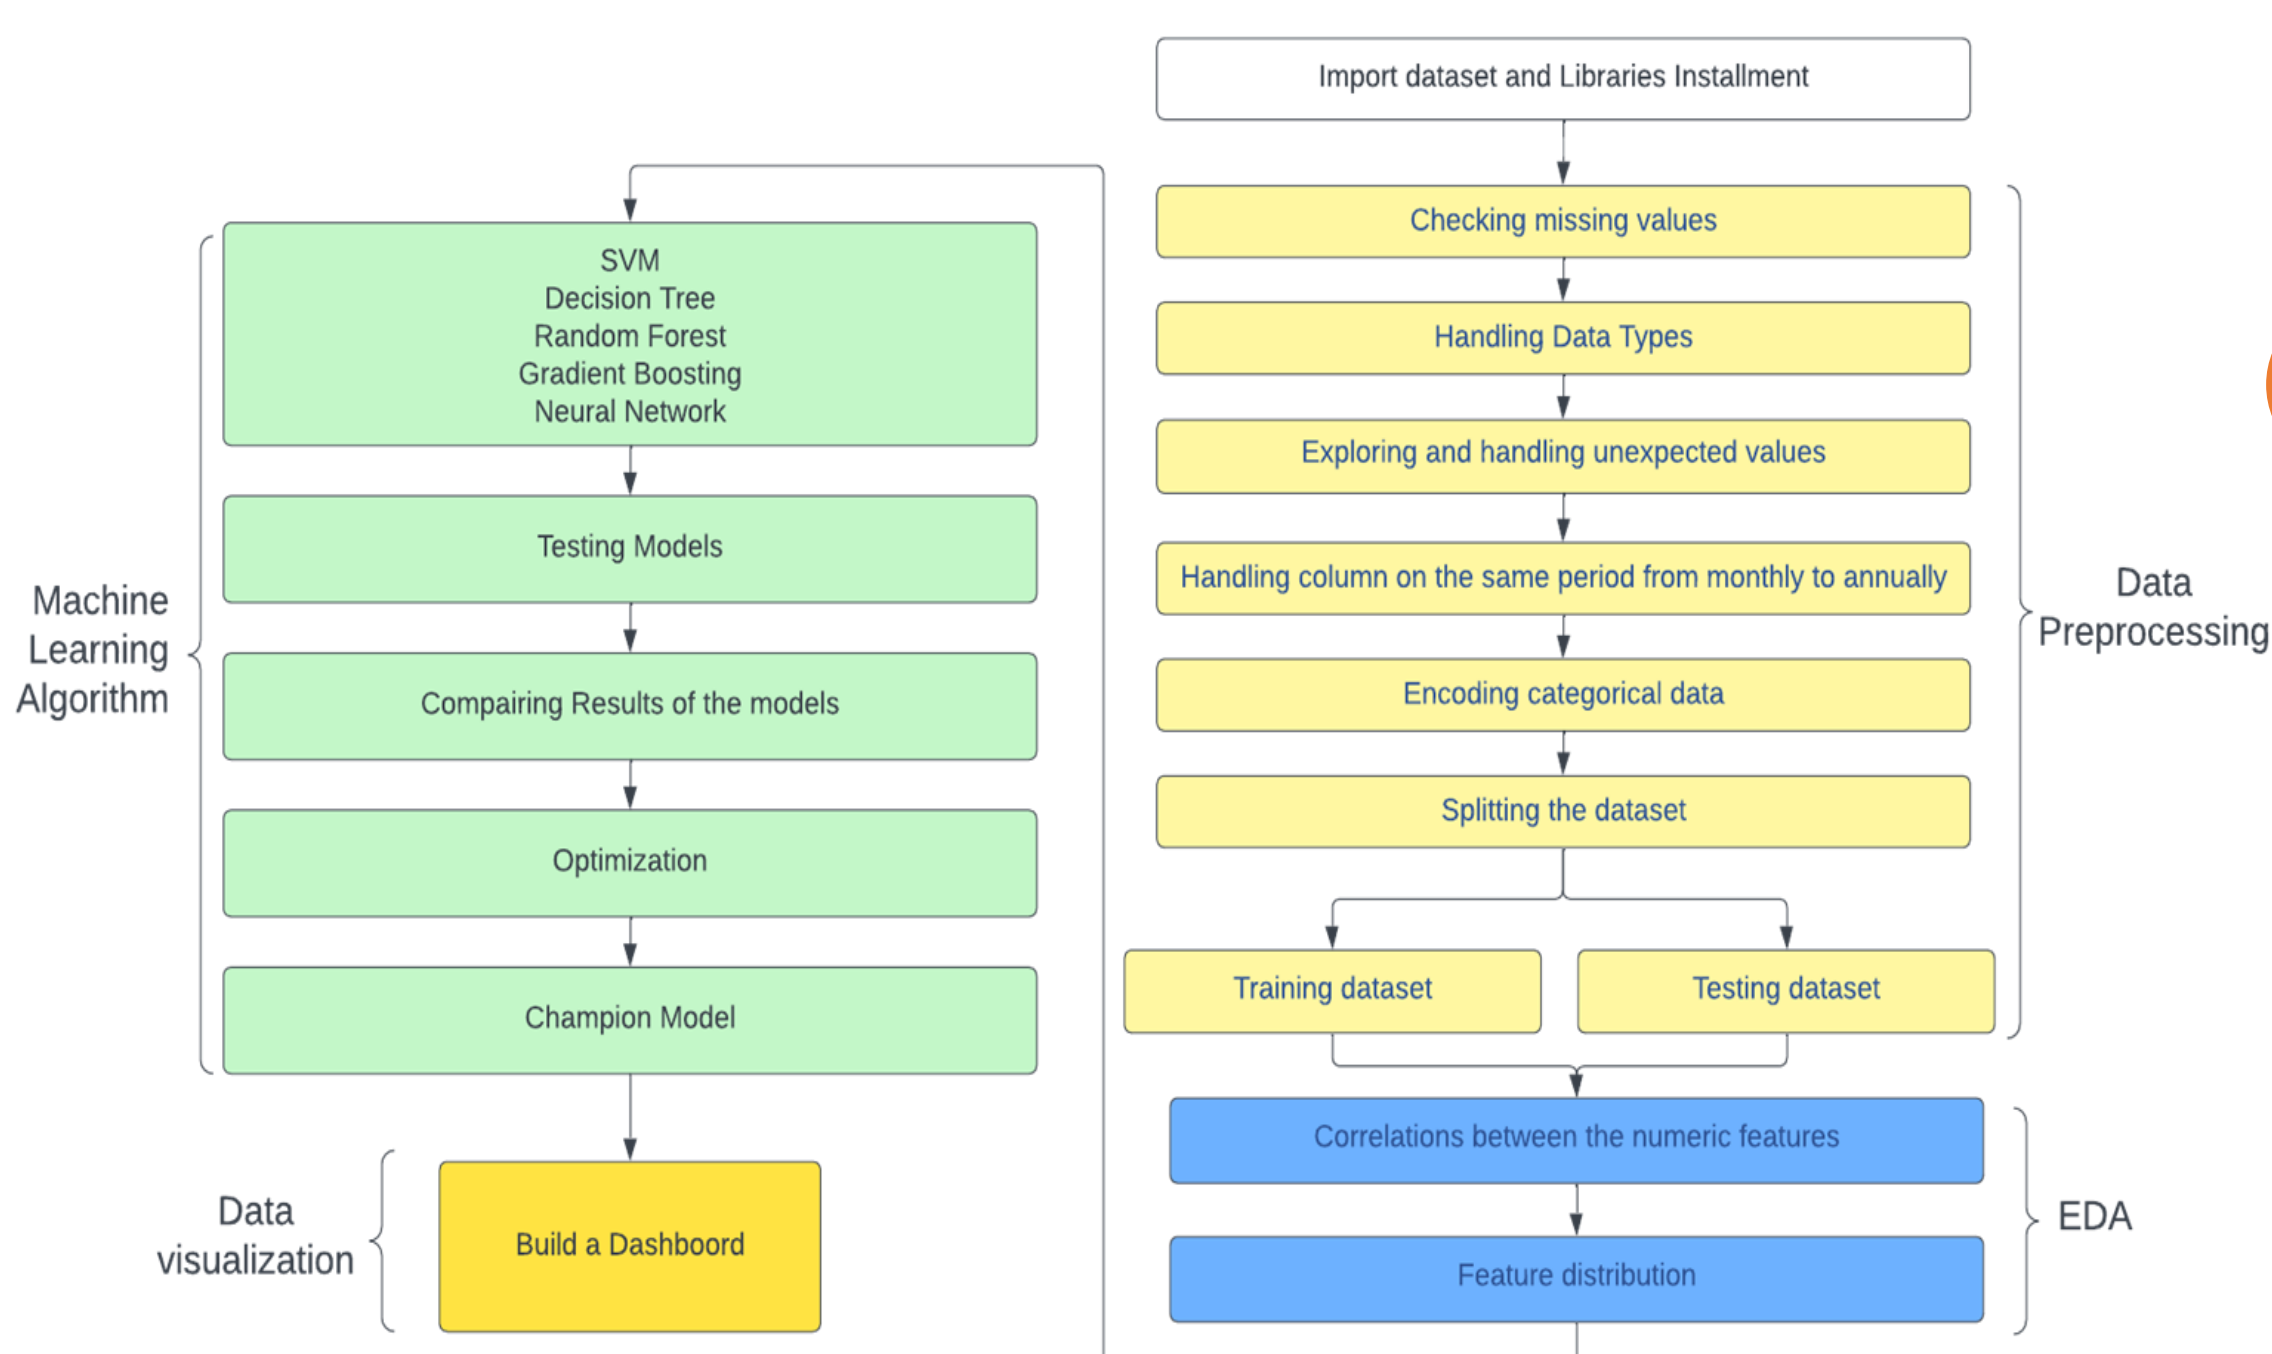 Import dataset and Libraries Installment
Checking missing values
Handling Data Types
Exploring and handling unexpected values
Handling column on the same period from monthly to annually
Encoding categorical data
Splitting the dataset
Training dataset
Testing dataset
Data
Preprocessing
Correlations between the numeric features
Feature distribution
EDA
SVM
Decision Tree
Random Forest
Gradient Boosting
Neural Network
Testing Models
Compairing Results of the models
Optimization
Champion Model
Machine
Learning
Algorithm
Build a Dashboord
Data
visualization